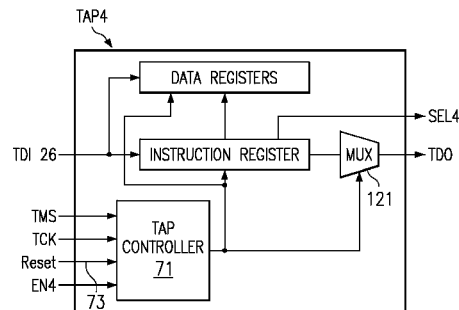 TAP4
DATA REGISTERS
SEL4
TDI 26
INSTRUCTION REGISTER
MUX
TDO
121
TMS
TCK
Reset
EN4
73
TAP
CONTROLLER
71